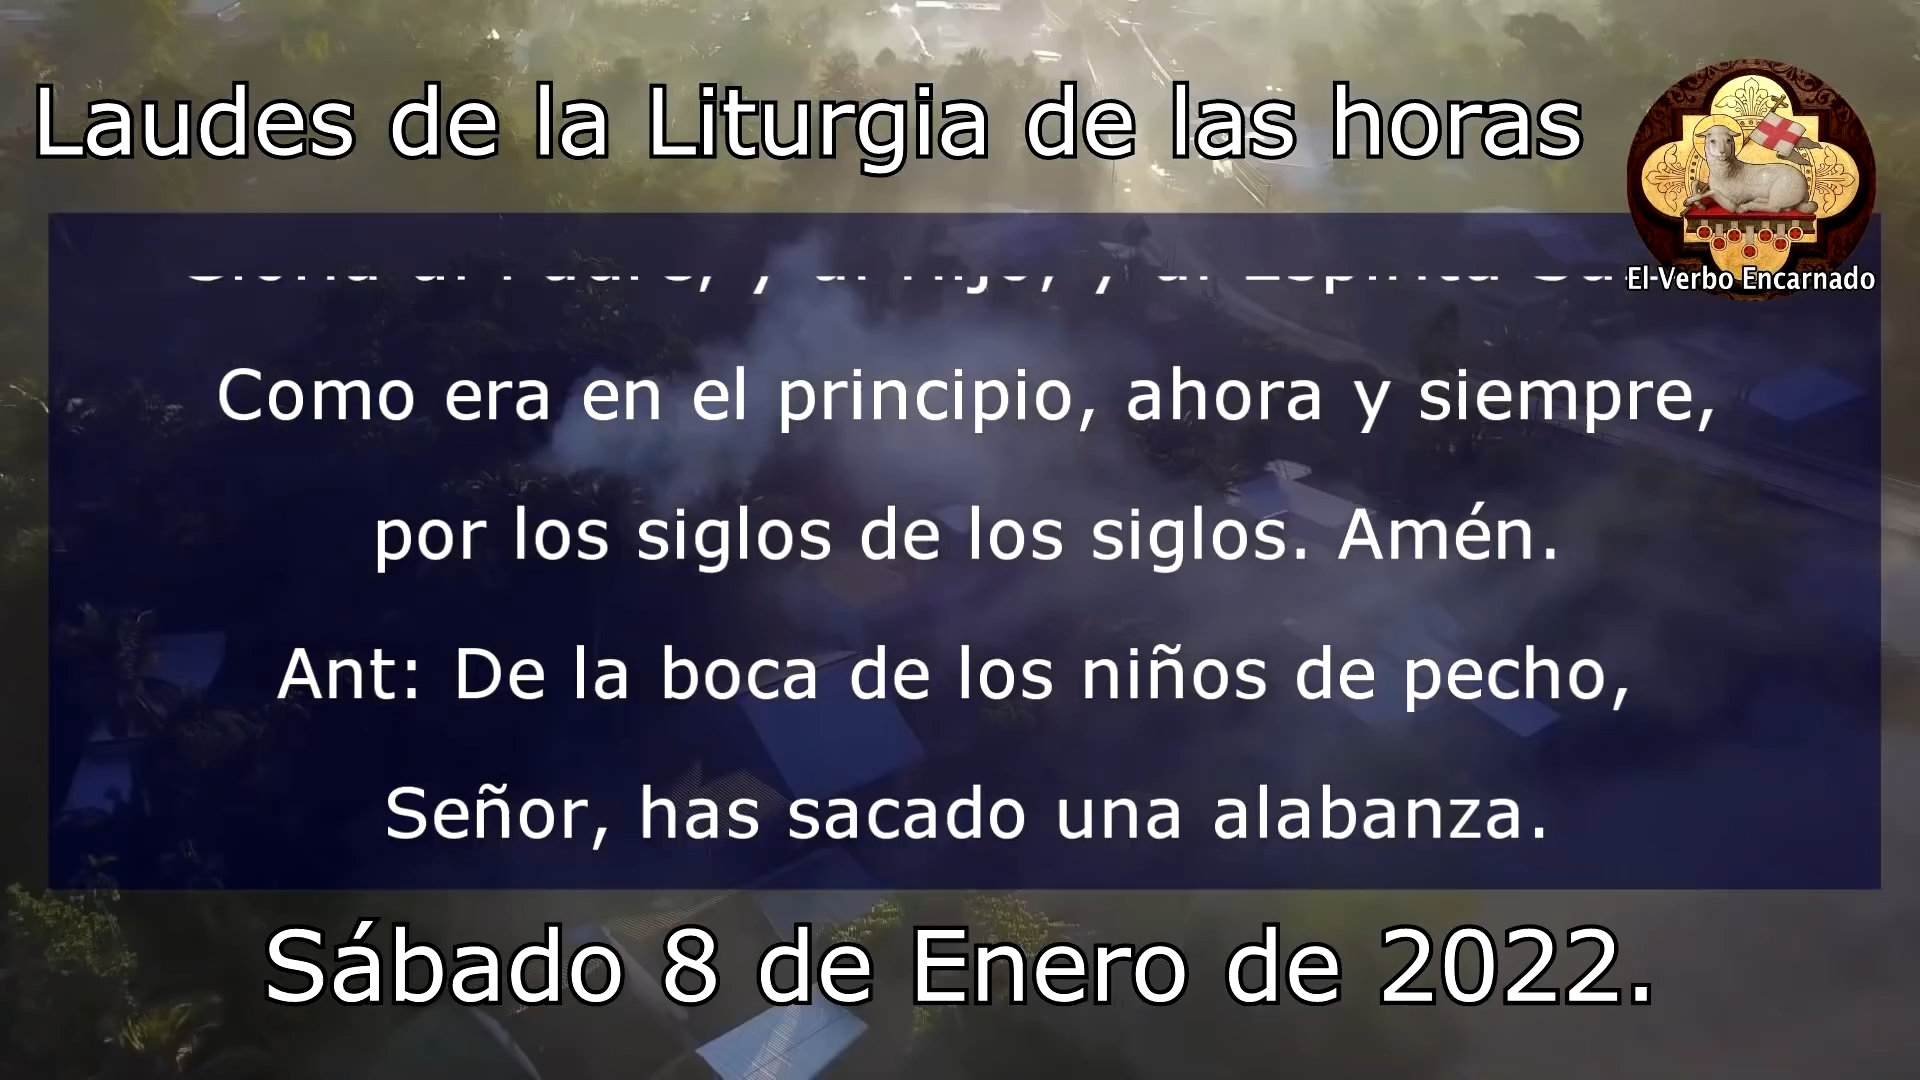 Laudes de la Liturgia de las horas
El-Verbo Encarnado
Como era en el principio, ahora y siempre,
por los siglos de los siglos. Amén.
Ant: De la boca de los niños de pecho,
Señor, has sacado una alabanza.
Sábado 8 de Enero de 2022.